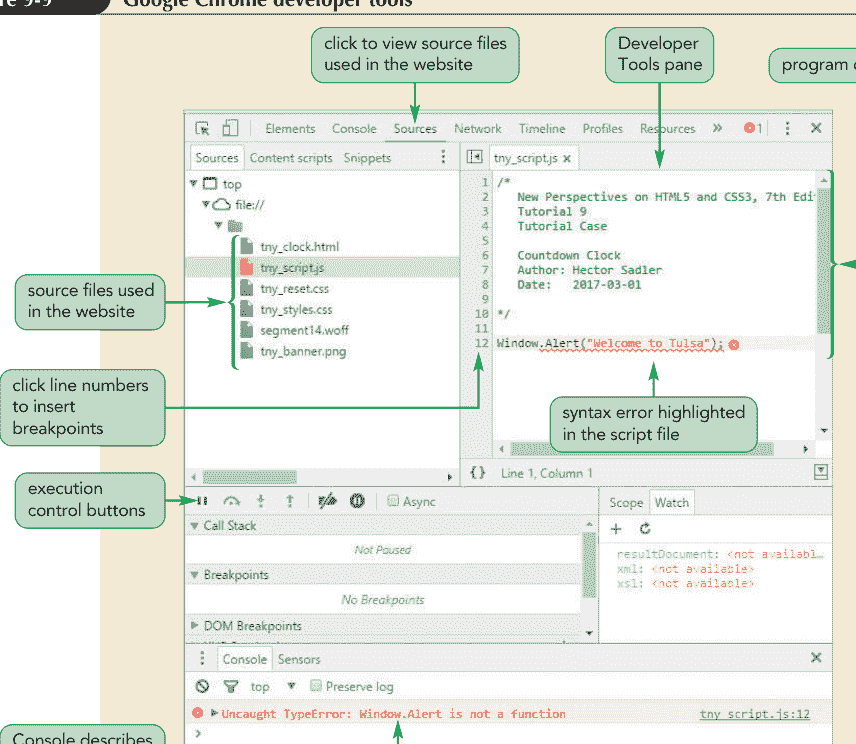 Google Chrome developer tools
click to view source files
used in the website
Developer
Tools pane
program
Elements Console Sources Network Timeline Profiles Resources » 1
Sources Content scripts Snippets
tny_script.js ×
top
file://
tny_clock.html
tny_script.js
tny_reset.css
tny_styles.css
segment14.woff
tny_banner.png
source files used
in the website
click line numbers
to insert
breakpoints
1 /*
2 New Perspectives on HTML5 and CSS3, 7th Edi
3 Tutorial 9
4 Tutorial Case
5
6 Countdown Clock
7 Author: Hector Sadler
8 Date: 2017-03-01
9
10 */
11
12 Window.Alert("Welcome to Tulsa");
syntax error highlighted
in the script file
{} Line 1, Column 1
execution
control buttons
Async
Call Stack
Not Paused
Breakpoints
No Breakpoints
DOM Breakpoints
Scope Watch
resultDocument: <not availabl…
xml: <not available>
xsl: <not available>
Console Sensors
top Preserve log
Uncaught TypeError: Window.Alert is not a function tny_script.js:12
>
Console describes